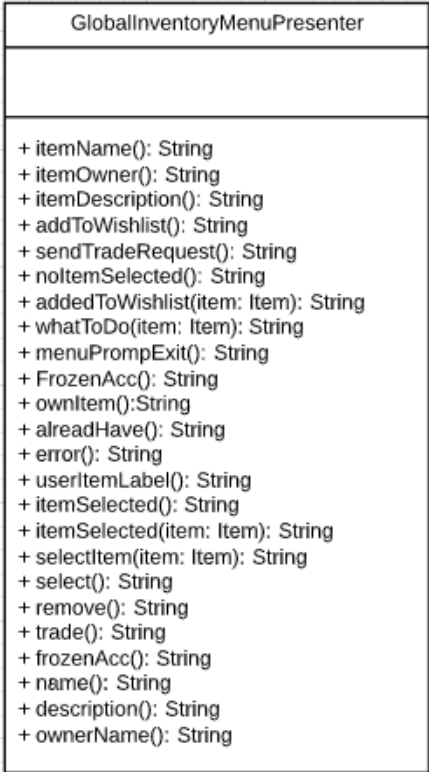 GlobalInventoryMenuPresenter
+ itemName(): String
+ itemOwner(): String
+ itemDescription(): String
+ addToWishlist(): String
+ sendTradeRequest(): String
+ noItemSelected(): String
+ addedToWishlist(item: Item): String
+ whatToDo(item: Item): String
+ menuPrompExit(): String
+ FrozenAcc(): String
+ ownItem():String
+ alreadHave(): String
+ error(): String
+ userItemLabel(): String
+ itemSelected(): String
+ itemSelected(item: Item): String
+ selectItem(item: Item): String
+ select(): String
+ remove(): String
+ trade(): String
+ frozenAcc(): String
+ name(): String
+ description(): String
+ ownerName(): String